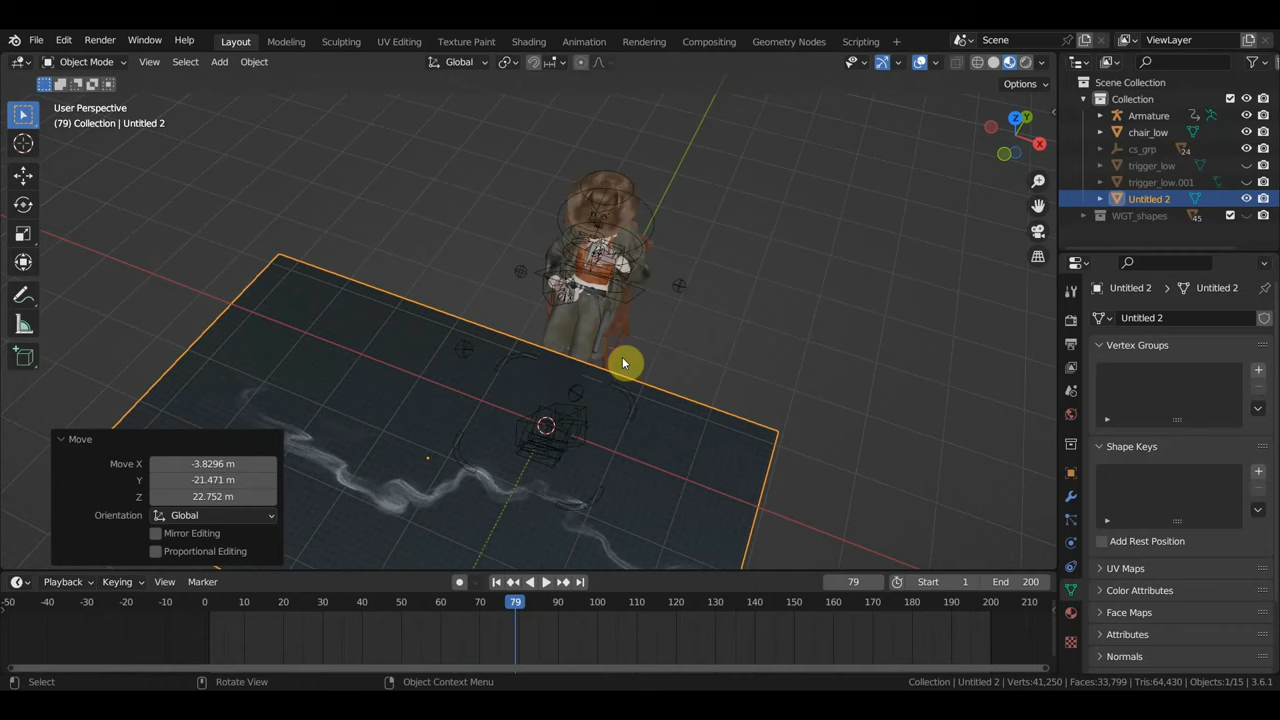 File Edit Render Window Help Layout Modeling Sculpting UV Editing Texture Paint Shading Animation Rendering Compositing Geometry Nodes Scripting + Scene ViewLayer
Object Mode View Select Add Object Global
Options
User Perspective
(79) Collection | Untitled 2
Z Y X
Scene Collection
Collection
Armature
chair_low
cs_grp 24
trigger_low
trigger_low.001
Untitled 2
WGT_shapes 45
Untitled 2 Untitled 2
Untitled 2
Vertex Groups
Shape Keys
Add Rest Position
UV Maps
Color Attributes
Face Maps
Attributes
Normals
Move
Move X -3.8296 m
Y -21.471 m
Z 22.752 m
Orientation Global
Mirror Editing
Proportional Editing
Playback Keying View Marker 79 Start 1 End 200
-50 -40 -30 -20 -10 0 10 20 30 40 50 60 70 79 90 100 110 120 130 140 150 160 170 180 190 200 210
Select Rotate View Object Context Menu Collection | Untitled 2 | Verts:41,250 | Faces:33,799 | Tris:64,430 | Objects:1/15 | 3.6.1